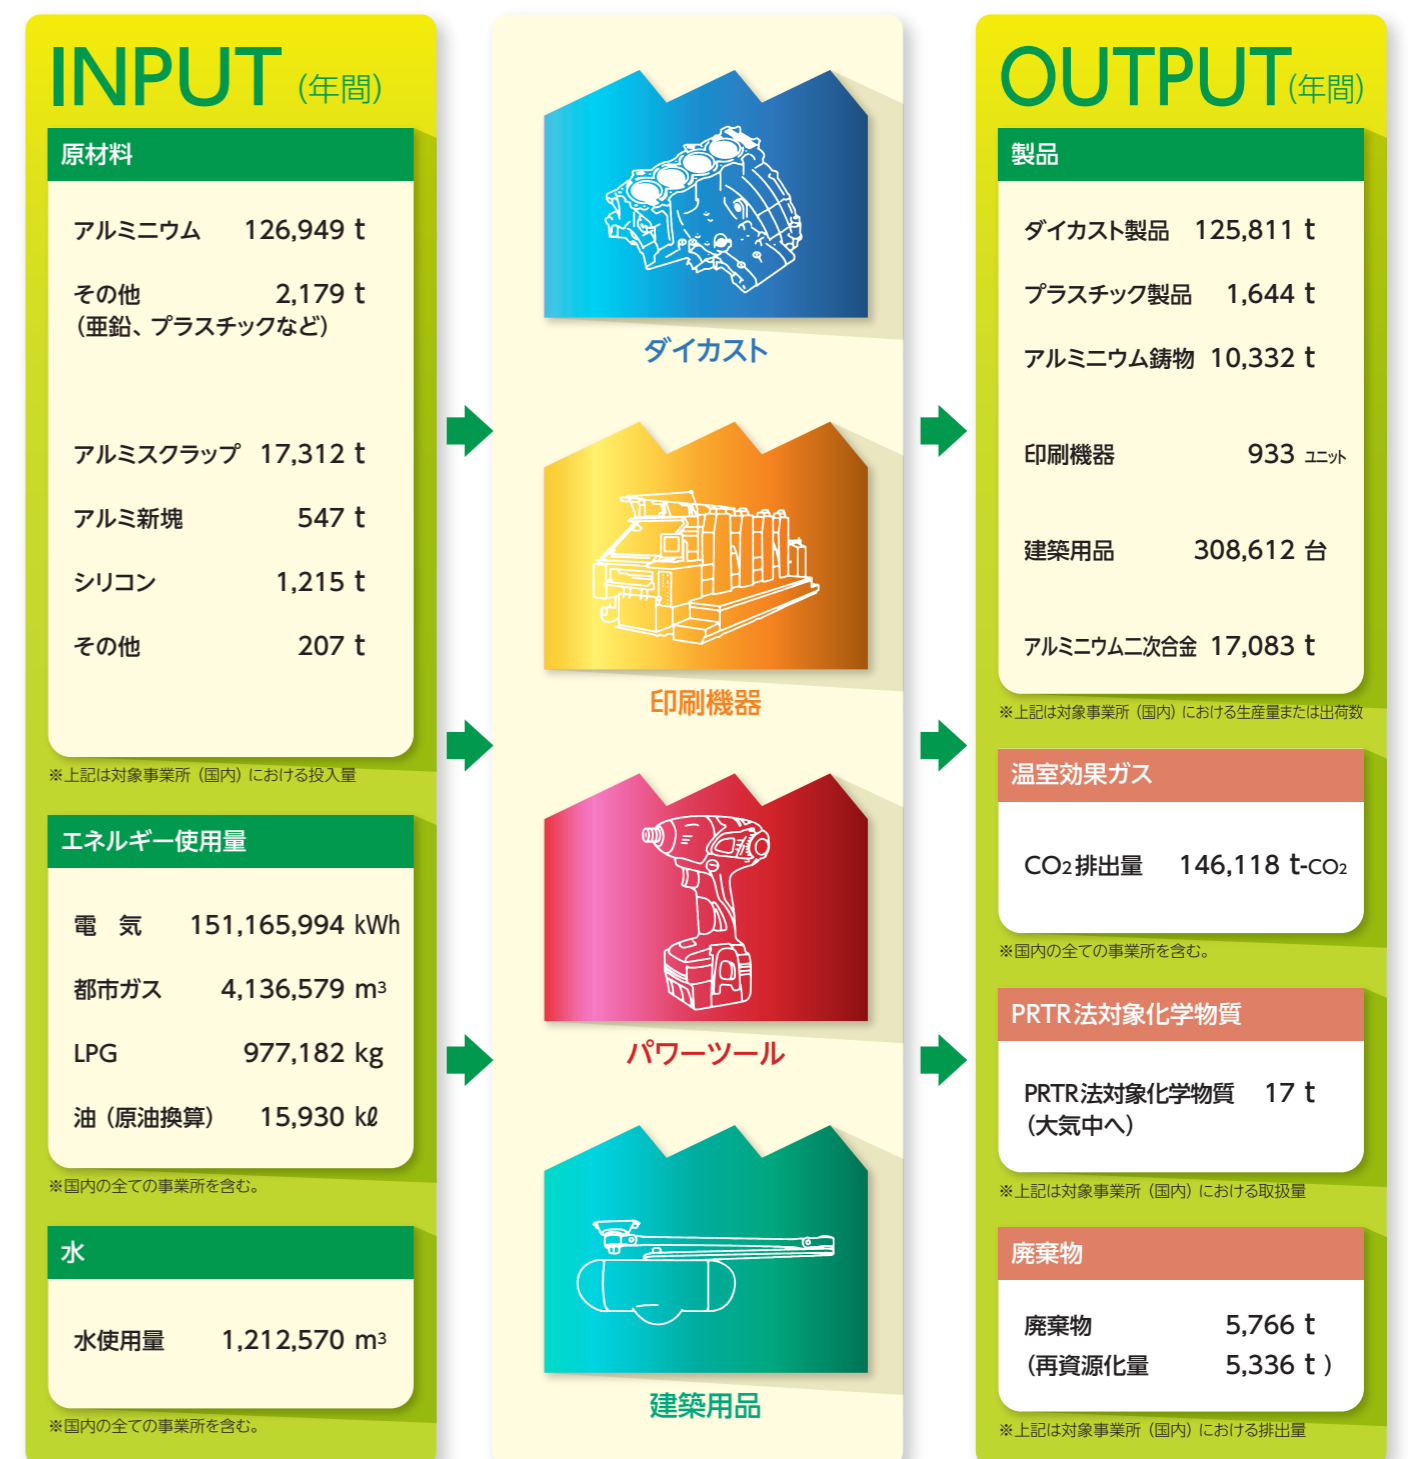 INPUT（年間）
原材料
アルミニウム 126,949 t
その他 2,179 t
（亜鉛、プラスチックなど）
アルミスクラップ 17,312 t
アルミ新塊 547 t
シリコン 1,215 t
その他 207 t
※上記は対象事業所（国内）における投入量
エネルギー使用量
電　気 151,165,994 kWh
都市ガス 4,136,579 m³
LPG 977,182 kg
油（原油換算） 15,930 kℓ
※国内の全ての事業所を含む。
水
水使用量 1,212,570 m³
※国内の全ての事業所を含む。
ダイカスト
印刷機器
パワーツール
建築用品
OUTPUT（年間）
製品
ダイカスト製品 125,811 t
プラスチック製品 1,644 t
アルミニウム鋳物 10,332 t
印刷機器 933 ユニット
建築用品 308,612 台
アルミニウム二次合金 17,083 t
※上記は対象事業所（国内）における生産量または出荷数
温室効果ガス
CO₂排出量 146,118 t-CO₂
※国内の全ての事業所を含む。
PRTR法対象化学物質
PRTR法対象化学物質 17 t
（大気中へ）
※上記は対象事業所（国内）における取扱量
廃棄物
廃棄物 5,766 t
（再資源化量 5,336 t ）
※上記は対象事業所（国内）における排出量